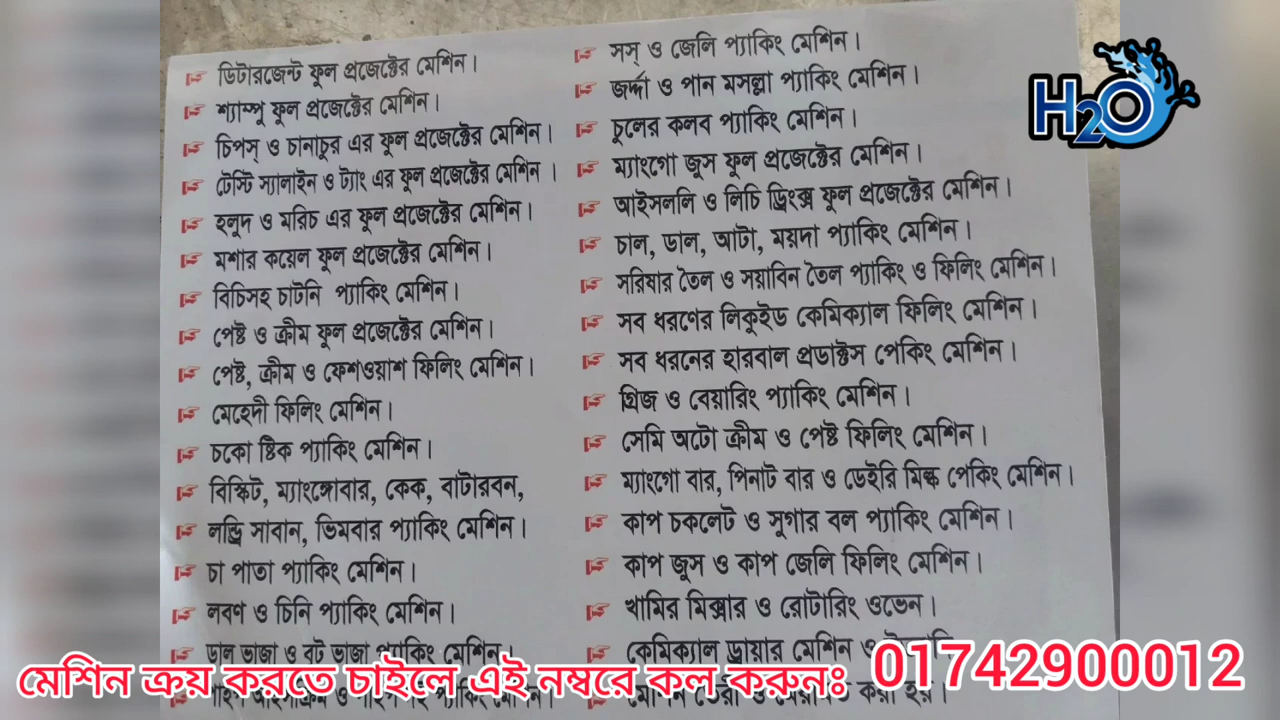 ডিটারজেন্ট ফুল প্রজেক্টের মেশিন।
শ্যাম্পু ফুল প্রজেক্টের মেশিন।
চিপস্ ও চানাচুর এর ফুল প্রজেক্টের মেশিন।
টেস্টি স্যালাইন ও ট্যাং এর ফুল প্রজেক্টের মেশিন।
হলুদ ও মরিচ এর ফুল প্রজেক্টের মেশিন।
মশার কয়েল ফুল প্রজেক্টের মেশিন।
বিচিসহ চাটনি প্যাকিং মেশিন।
পেষ্ট ও ক্রীম ফুল প্রজেক্টের মেশিন।
পেষ্ট, ক্রীম ও ফেশওয়াশ ফিলিং মেশিন।
মেহেদী ফিলিং মেশিন।
চকো ষ্টিক প্যাকিং মেশিন।
বিস্কিট, ম্যাংঙ্গোবার, কেক, বাটারবন,
লন্ড্রি সাবান, ভিমবার প্যাকিং মেশিন।
চা পাতা প্যাকিং মেশিন।
লবণ ও চিনি প্যাকিং মেশিন।
ডাল ভাজা ও বট ভাজা প্যাকিং মেশিন
সস্ ও জেলি প্যাকিং মেশিন।
জর্দ্দা ও পান মসল্লা প্যাকিং মেশিন।
চুলের কলব প্যাকিং মেশিন।
ম্যাংগো জুস ফুল প্রজেক্টের মেশিন।
আইসললি ও লিচি ড্রিংক্স ফুল প্রজেক্টের মেশিন।
চাল, ডাল, আটা, ময়দা প্যাকিং মেশিন।
সরিষার তৈল ও সয়াবিন তৈল প্যাকিং ও ফিলিং মেশিন।
সব ধরণের লিকুইড কেমিক্যাল ফিলিং মেশিন।
সব ধরনের হারবাল প্রডাক্টস পেকিং মেশিন।
গ্রিজ ও বেয়ারিং প্যাকিং মেশিন।
সেমি অটো ক্রীম ও পেষ্ট ফিলিং মেশিন।
ম্যাংগো বার, পিনাট বার ও ডেইরি মিল্ক পেকিং মেশিন।
কাপ চকলেট ও সুগার বল প্যাকিং মেশিন।
কাপ জুস ও কাপ জেলি ফিলিং মেশিন।
খামির মিক্সার ও রোটারিং ওভেন।
কেমিক্যাল ড্রায়ার মেশিন ও
H2O
মেশিন ক্রয় করতে চাইলে এই নম্বরে কল করুনঃ 01742900012